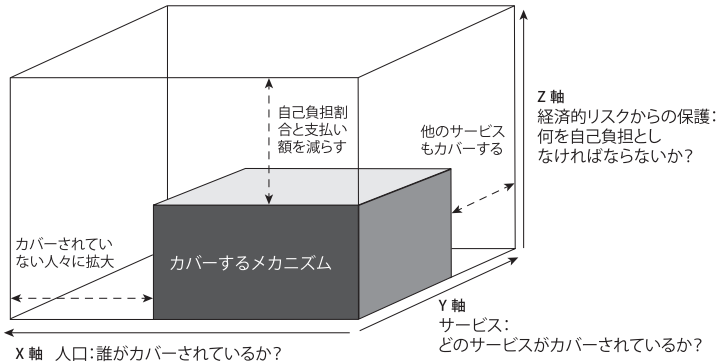 Z 軸
経済的リスクからの保護：
何を自己負担とし
なければならないか？
自己負担割
合と支払い
額を減らす
他のサービス
もカバーする
カバーされてい
ない人々に拡大
カバーするメカニズム
Y 軸
サービス：
どのサービスがカバーされているか？
X 軸 人口：誰がカバーされているか？